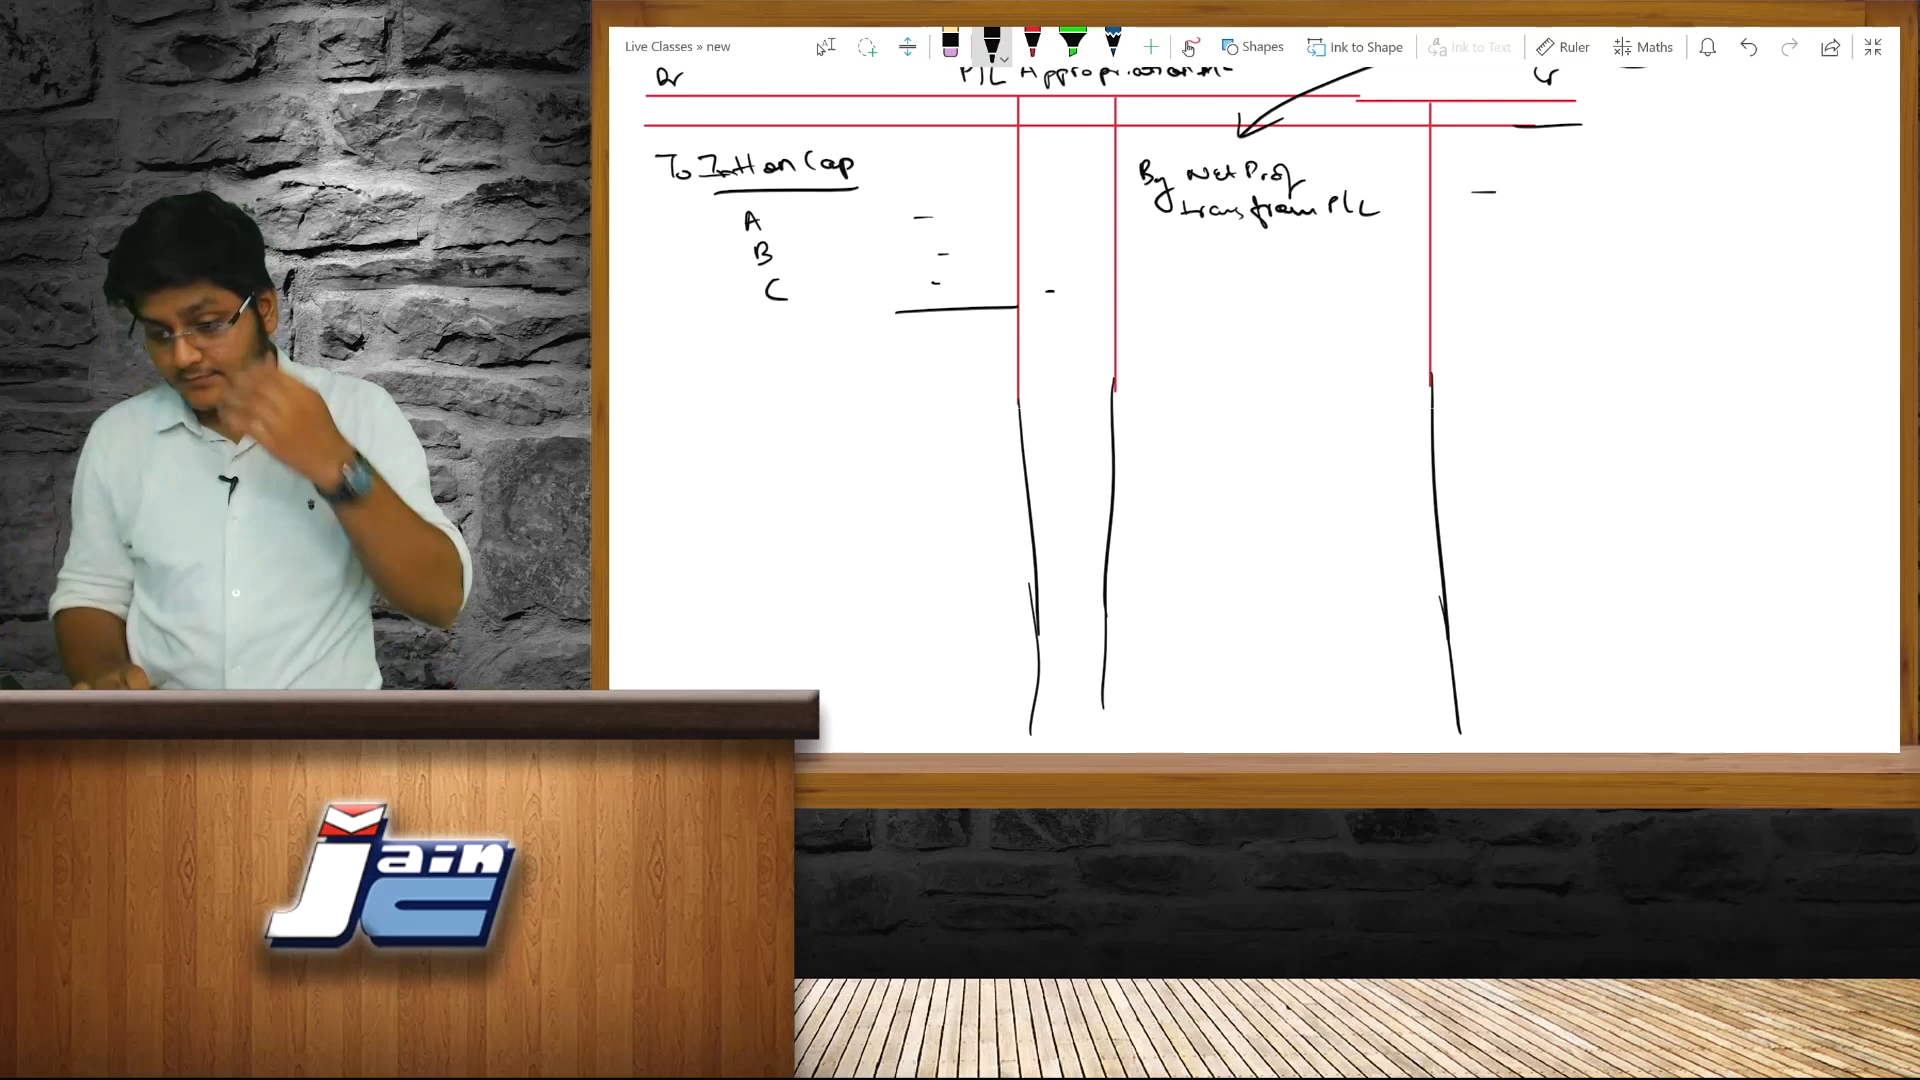 Live Classes » new
Shapes
Ink to Shape
Ink to Text
Ruler
Maths
Dr P/L Appropriation A/c Cr
To Intt on Cap
By Net Prof
trans from P/L
A -
B -
C - -
Jain
C